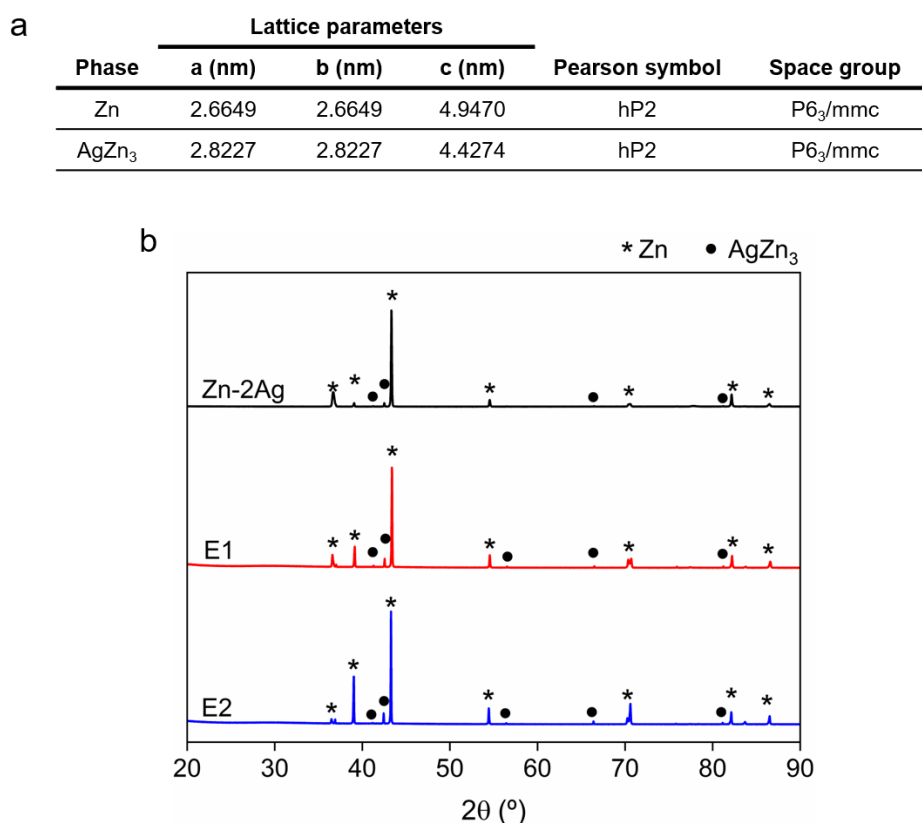 a
Lattice parameters
Phase a (nm) b (nm) c (nm) Pearson symbol Space group
Zn 2.6649 2.6649 4.9470 hP2 P6₃/mmc
AgZn₃ 2.8227 2.8227 4.4274 hP2 P6₃/mmc
b
* Zn ● AgZn₃
Zn-2Ag
E1
E2
20 30 40 50 60 70 80 90
2θ (º)